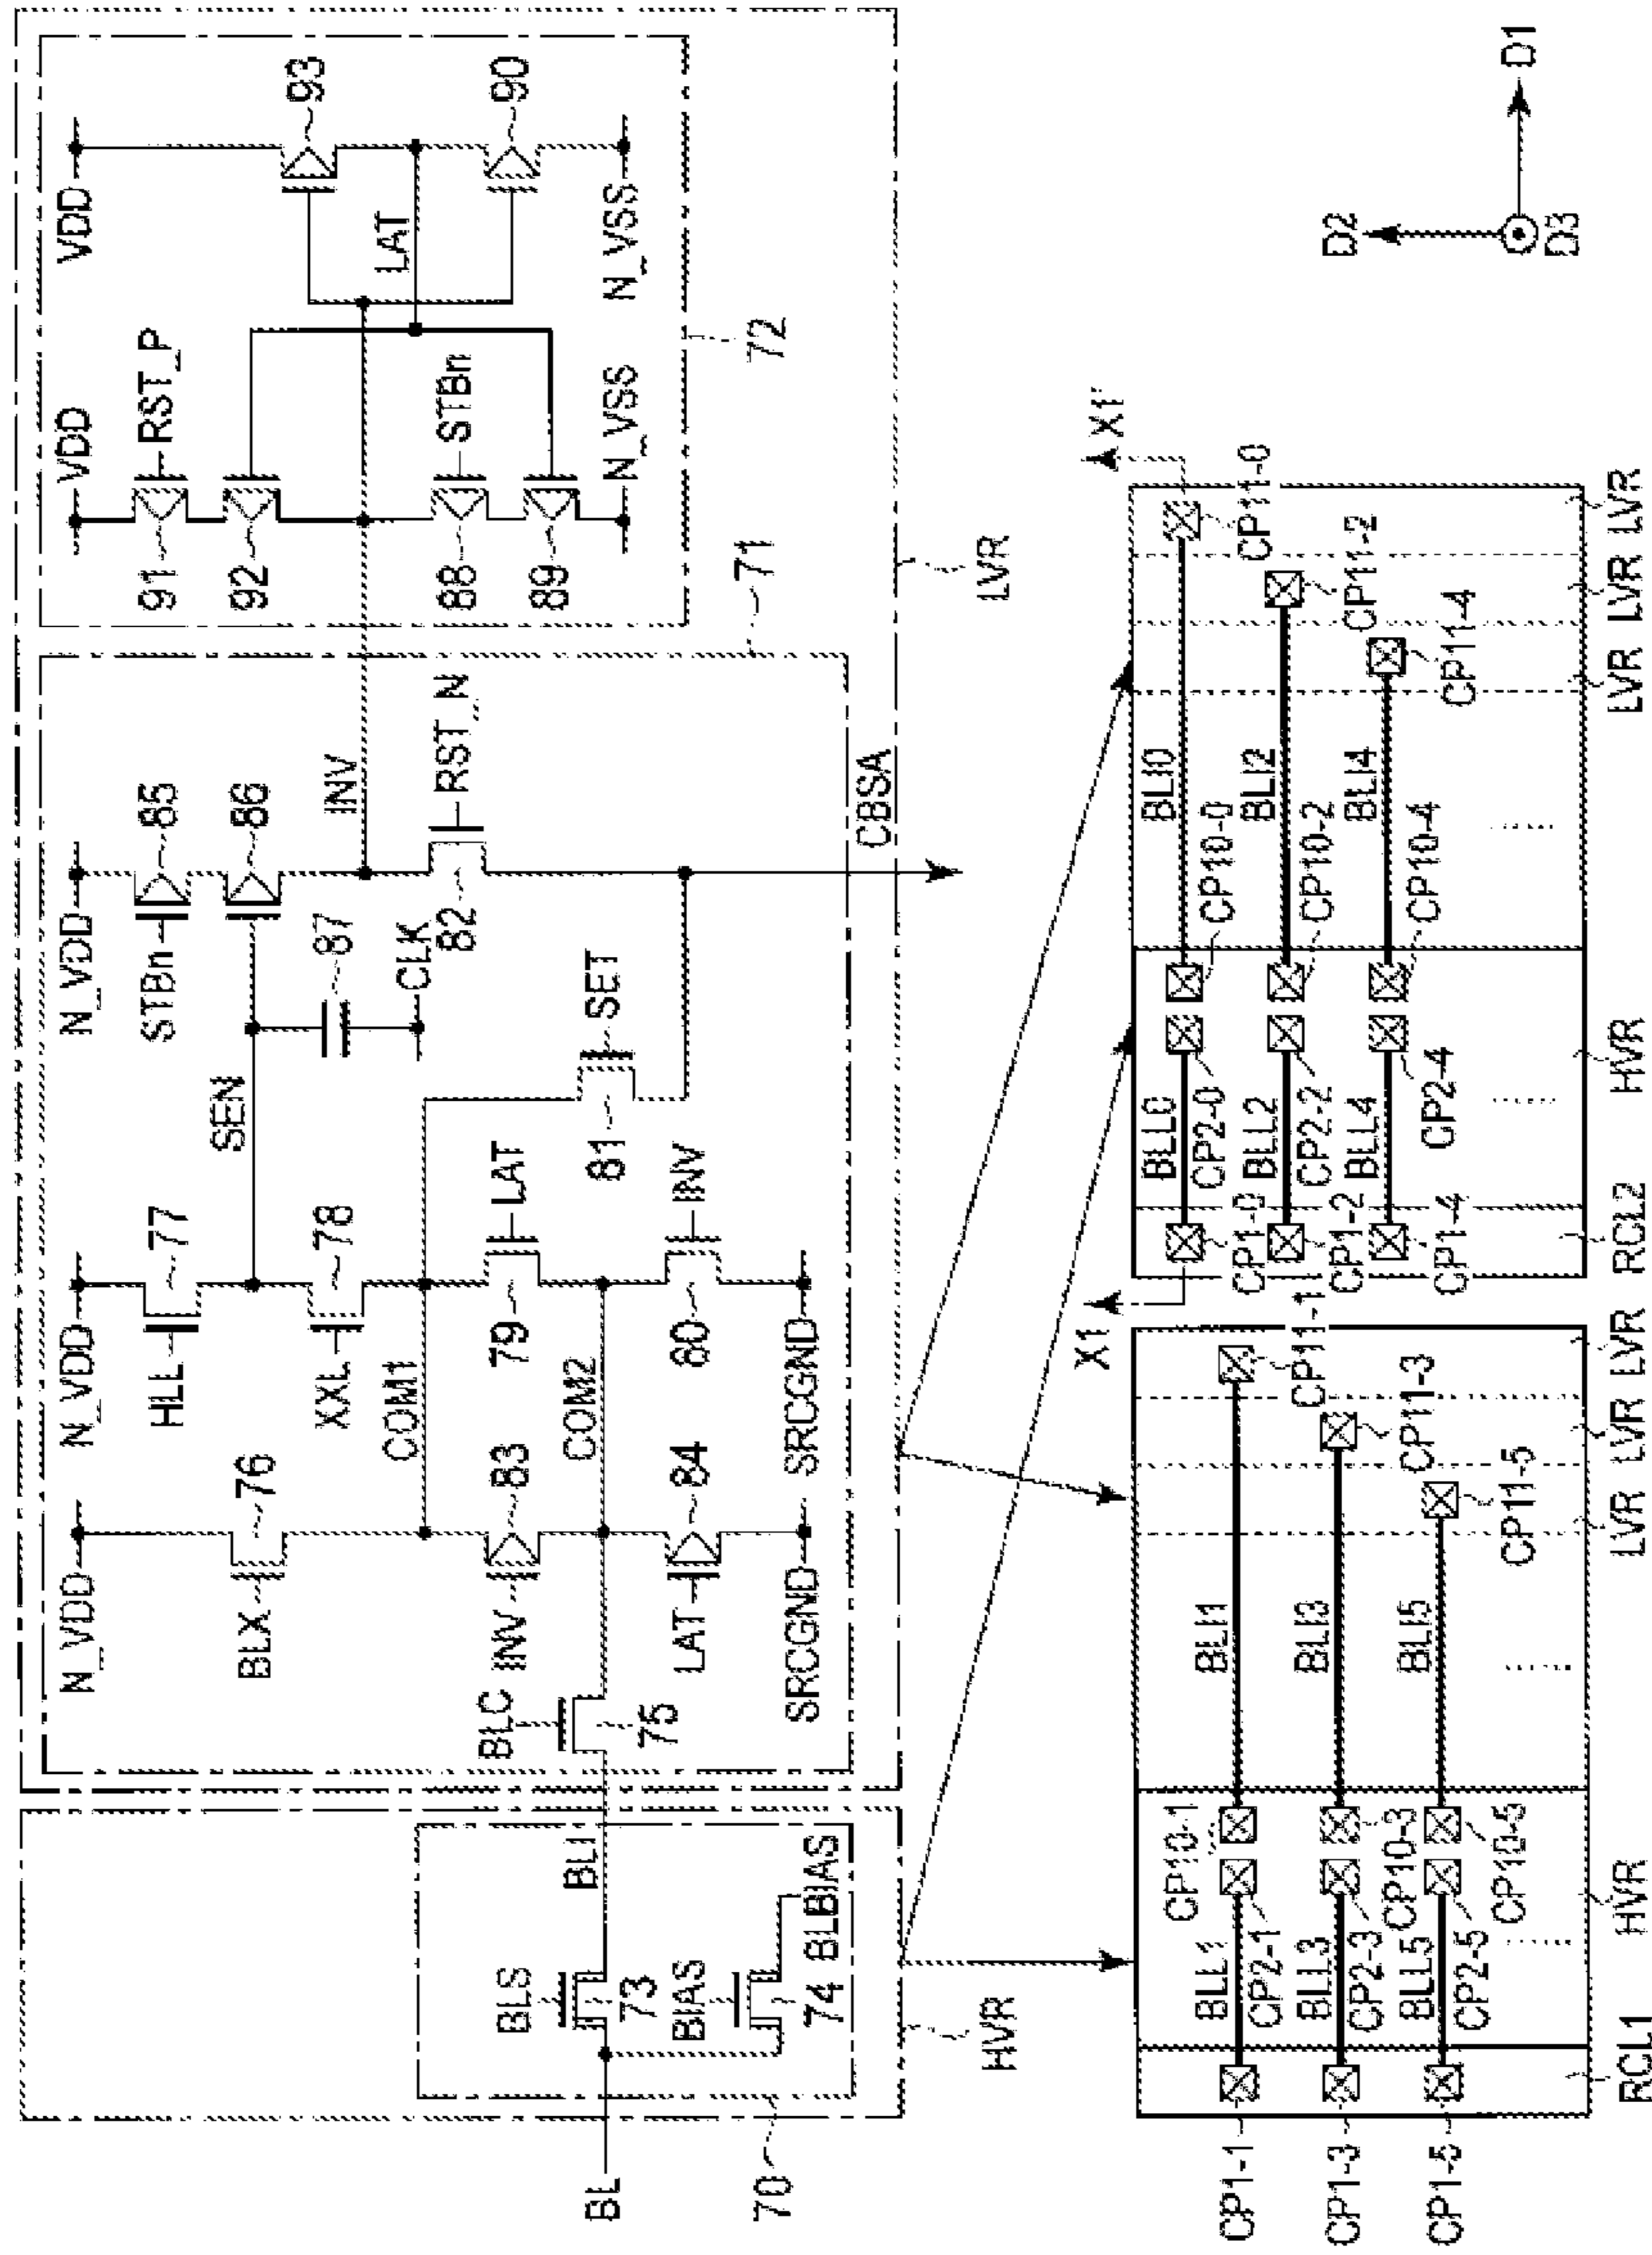 BL
70
BLS
73
BIAS
74
BLBIAS
BLI
HVR
N_VDD
BLX
76
N_VDD
HLL
77
XXL
78
SEN
N_VDD
STBn
85
86
87
CLK
INV
82
RST_N
COM1
INV
83
79
LAT
81
SET
COM2
BLC
75
LAT
84
80
INV
SRCGND
SRCGND
CBSA
71
LVR
VDD
VDD
91
RST_P
92
93
LAT
88
STBn
89
90
N_VSS
N_VSS
72
CP1-1
CP1-3
CP1-5
BLL1
CP2-1
BLL3
CP2-3
BLL5
CP2-5
CP10-1
CP10-3
CP10-5
BLI1
BLI3
BLI5
CP11-1
CP11-3
CP11-5
RCL1
HVR
LVR
LVR
LVR
X1
X1'
CP1-0
CP1-2
CP1-4
BLL0
CP2-0
BLL2
CP2-2
BLL4
CP2-4
CP10-0
CP10-2
CP10-4
BLI0
BLI2
BLI4
CP11-0
CP11-2
CP11-4
RCL2
HVR
LVR
LVR
LVR
D2
D1
D3